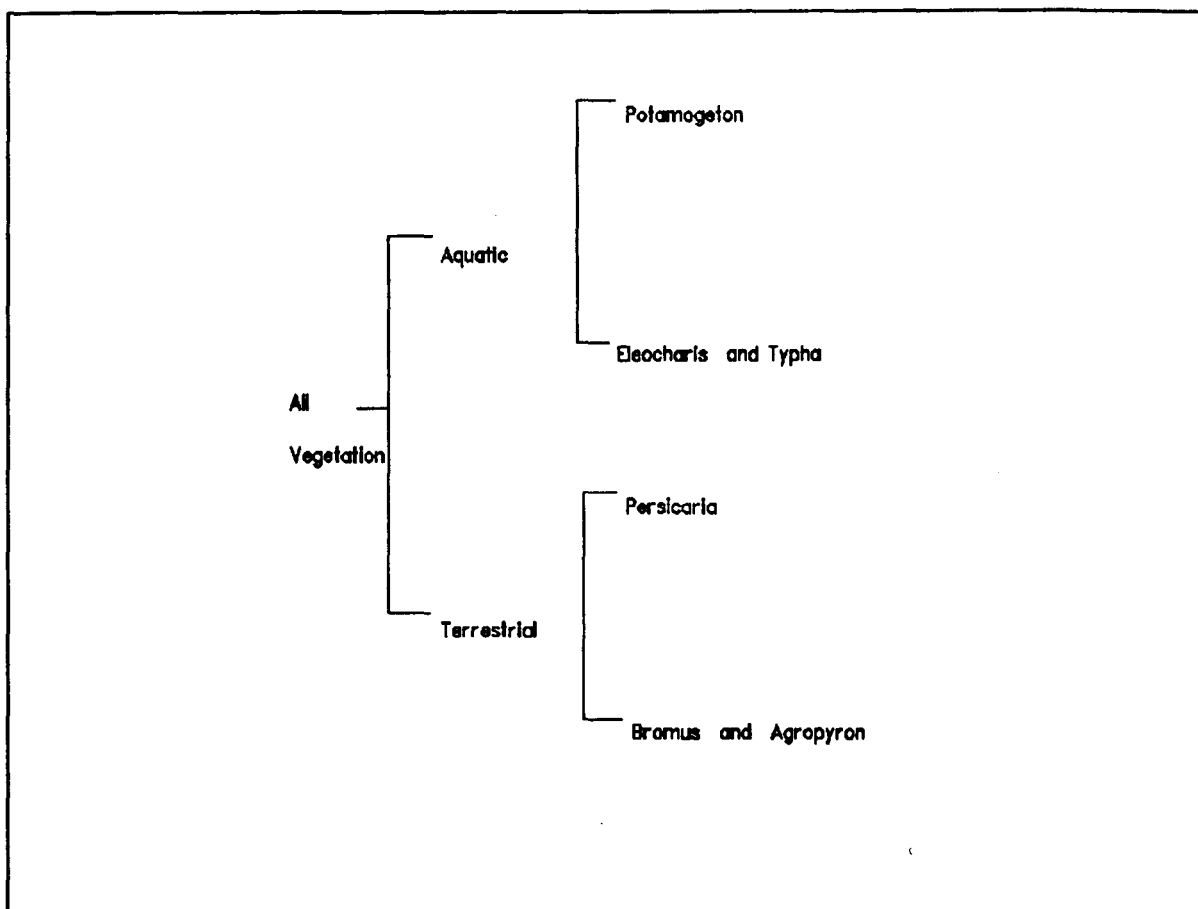 Potamogeton
Aquatic
Eleocharis and Typha
All
Vegetation
Persicaria
Terrestrial
Bromus and Agropyron